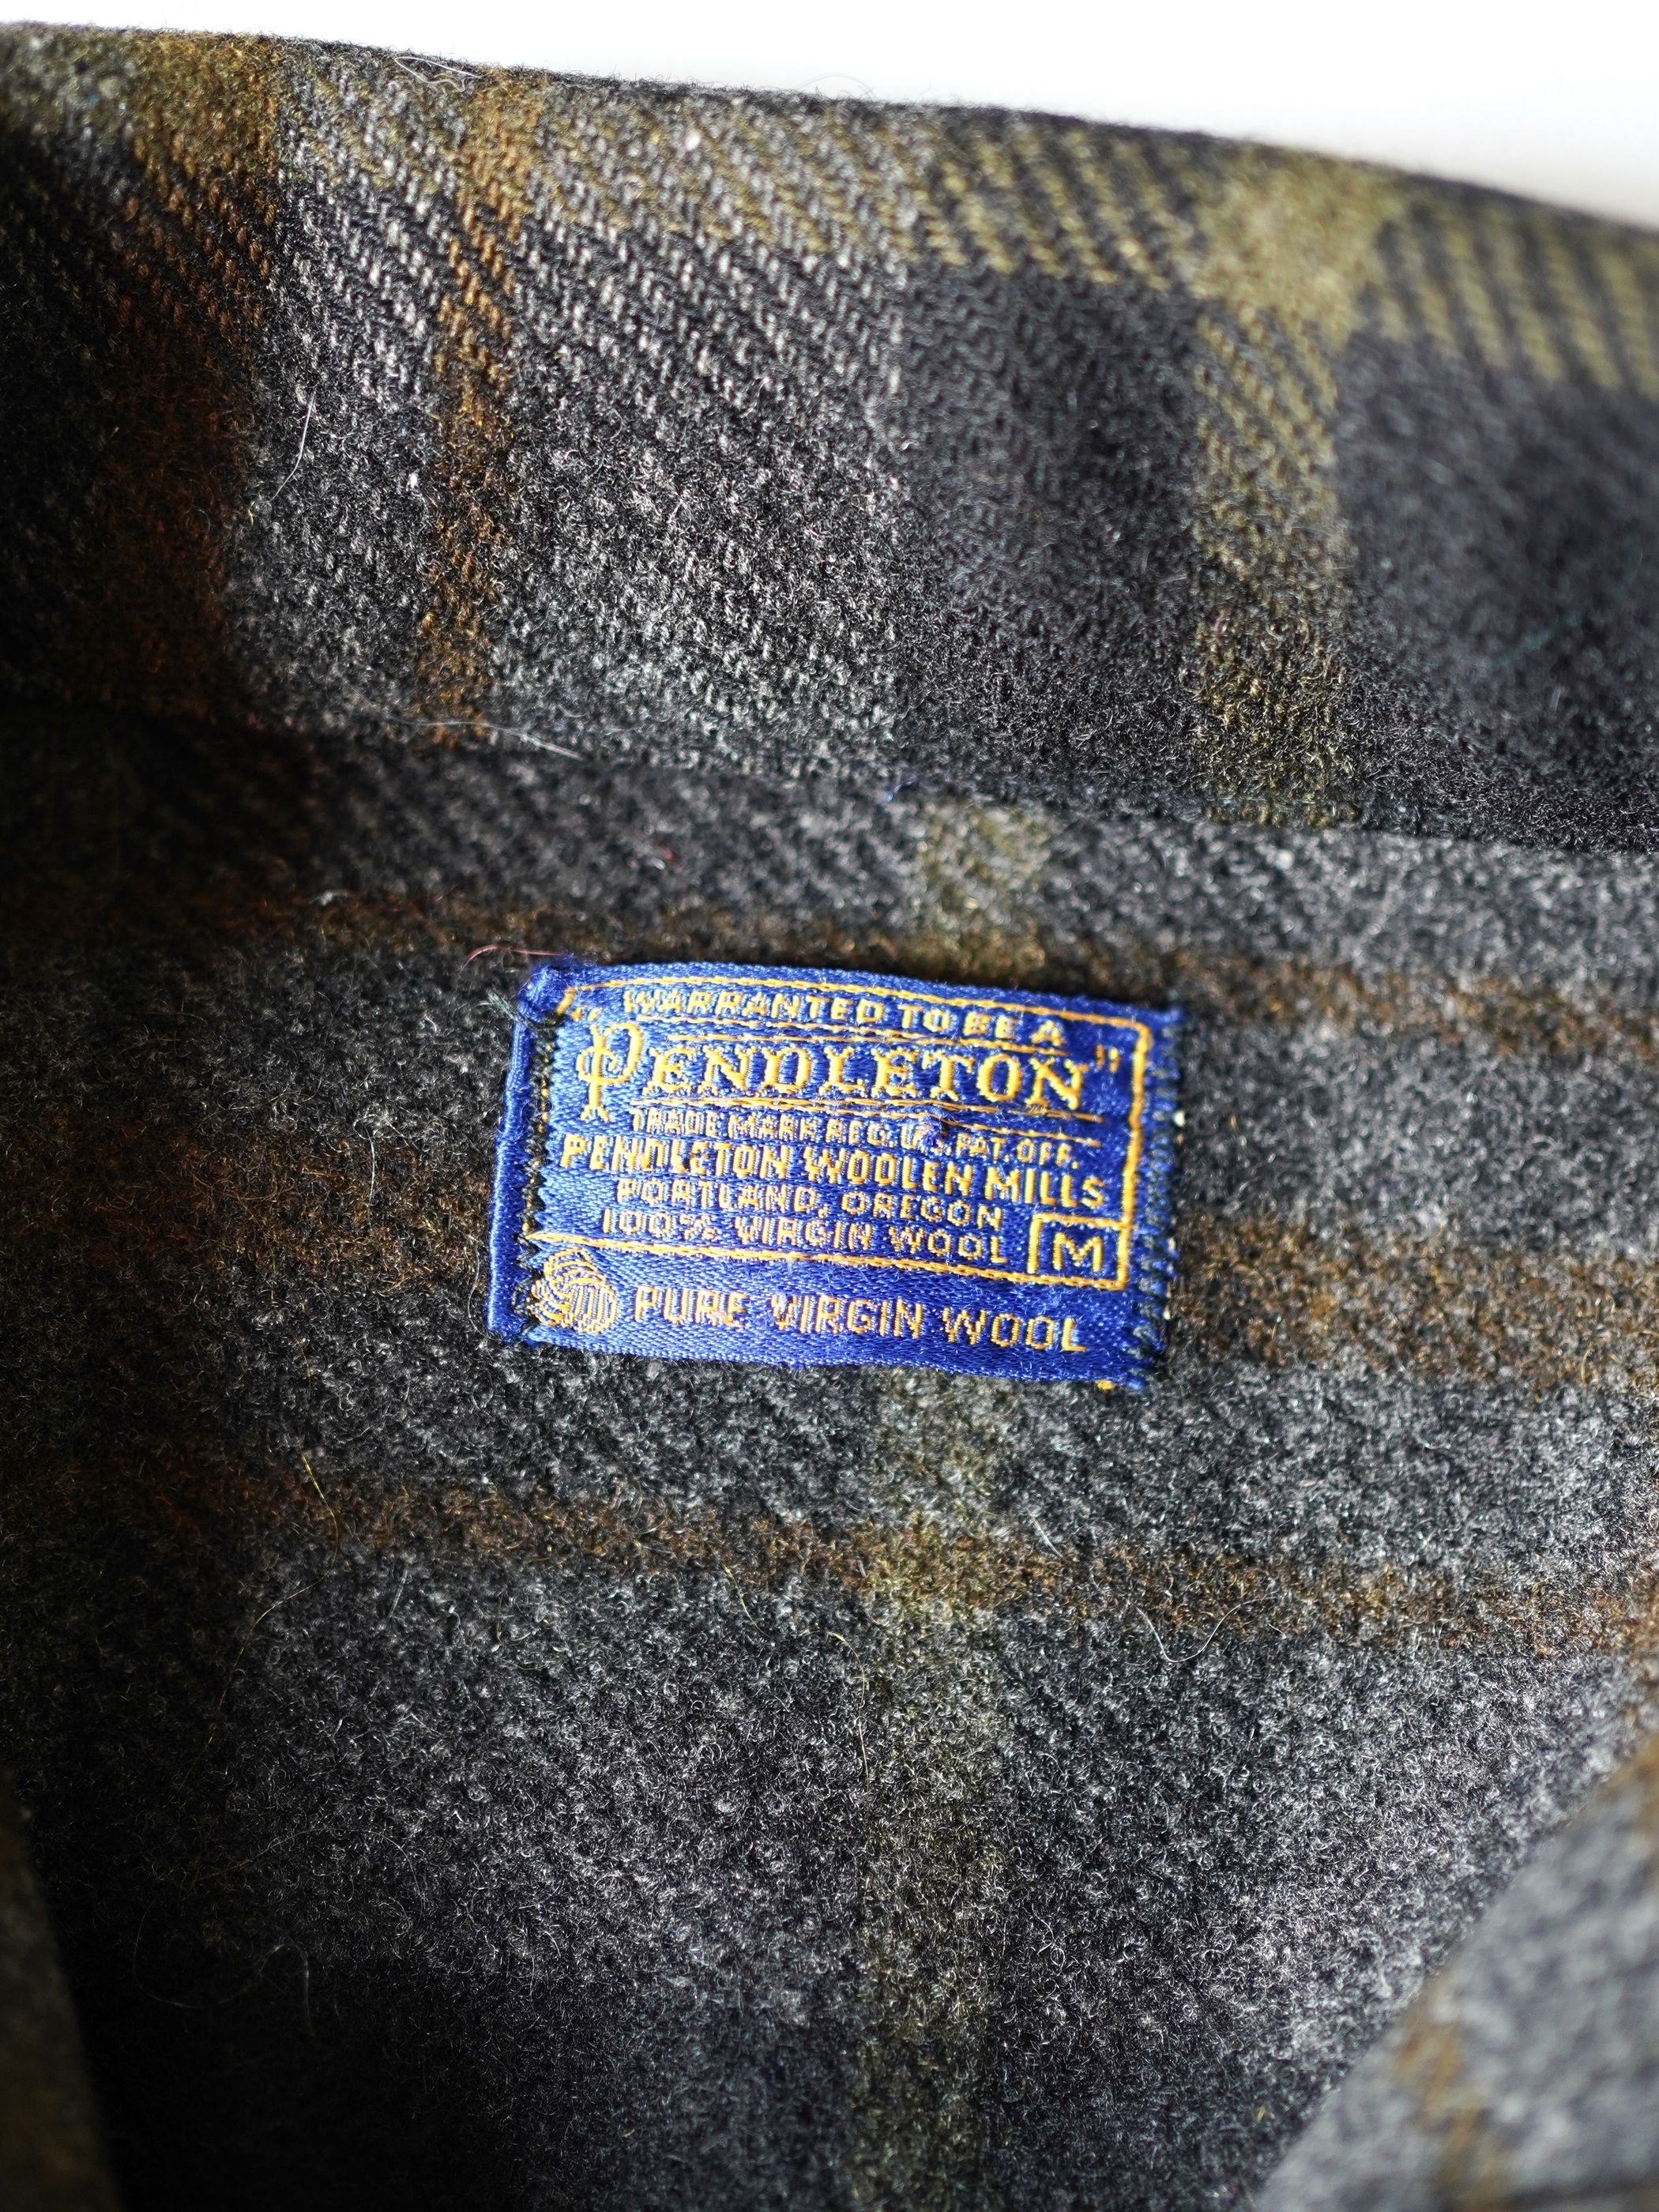 WARRANTED TO BE A
"PENDLETON"
TRADE MARK REG. U.S. PAT. OFF.
PENDLETON WOOLEN MILLS
PORTLAND, OREGON
100% VIRGIN WOOL
M
PURE VIRGIN WOOL